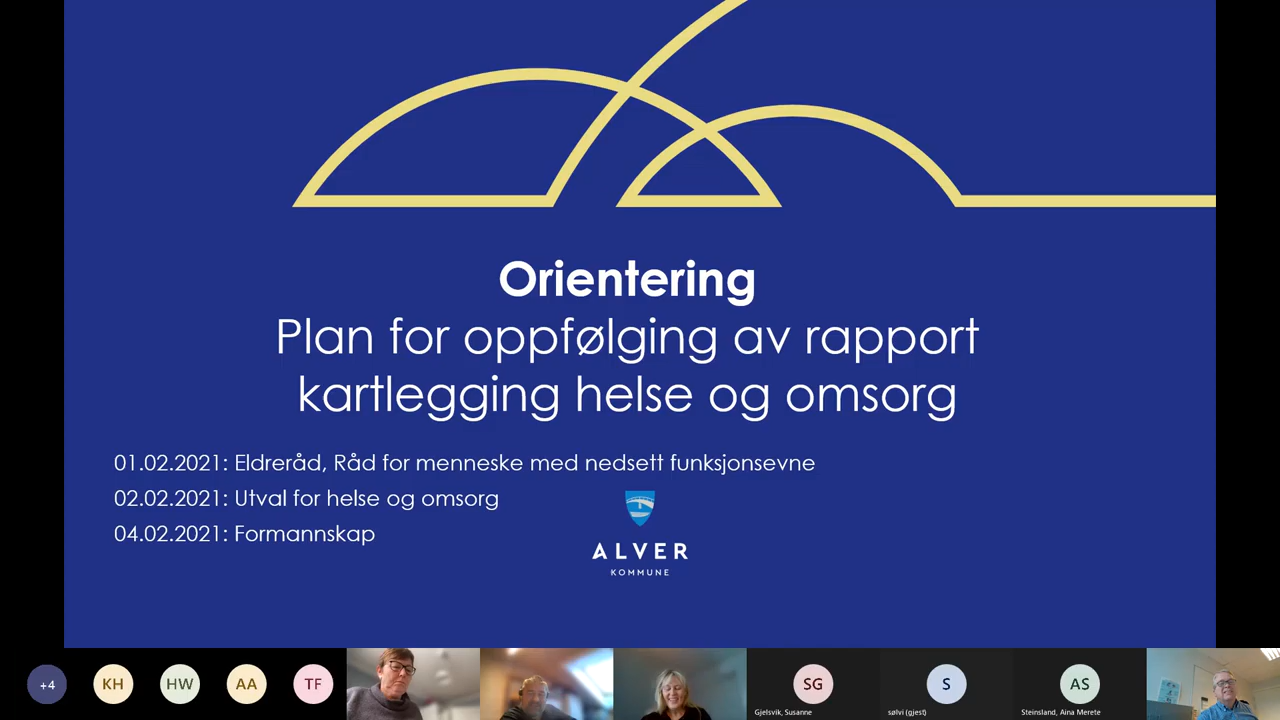 Orientering
Plan for oppfølging av rapport
kartlegging helse og omsorg
01.02.2021: Eldreråd, Råd for menneske med nedsett funksjonsevne
02.02.2021: Utval for helse og omsorg
04.02.2021: Formannskap
ALVER
KOMMUNE
+4
KH
HW
AA
TF
SG
S
AS
Gjelsvik, Susanne
sølvi (gjest)
Steinsland, Aina Merete